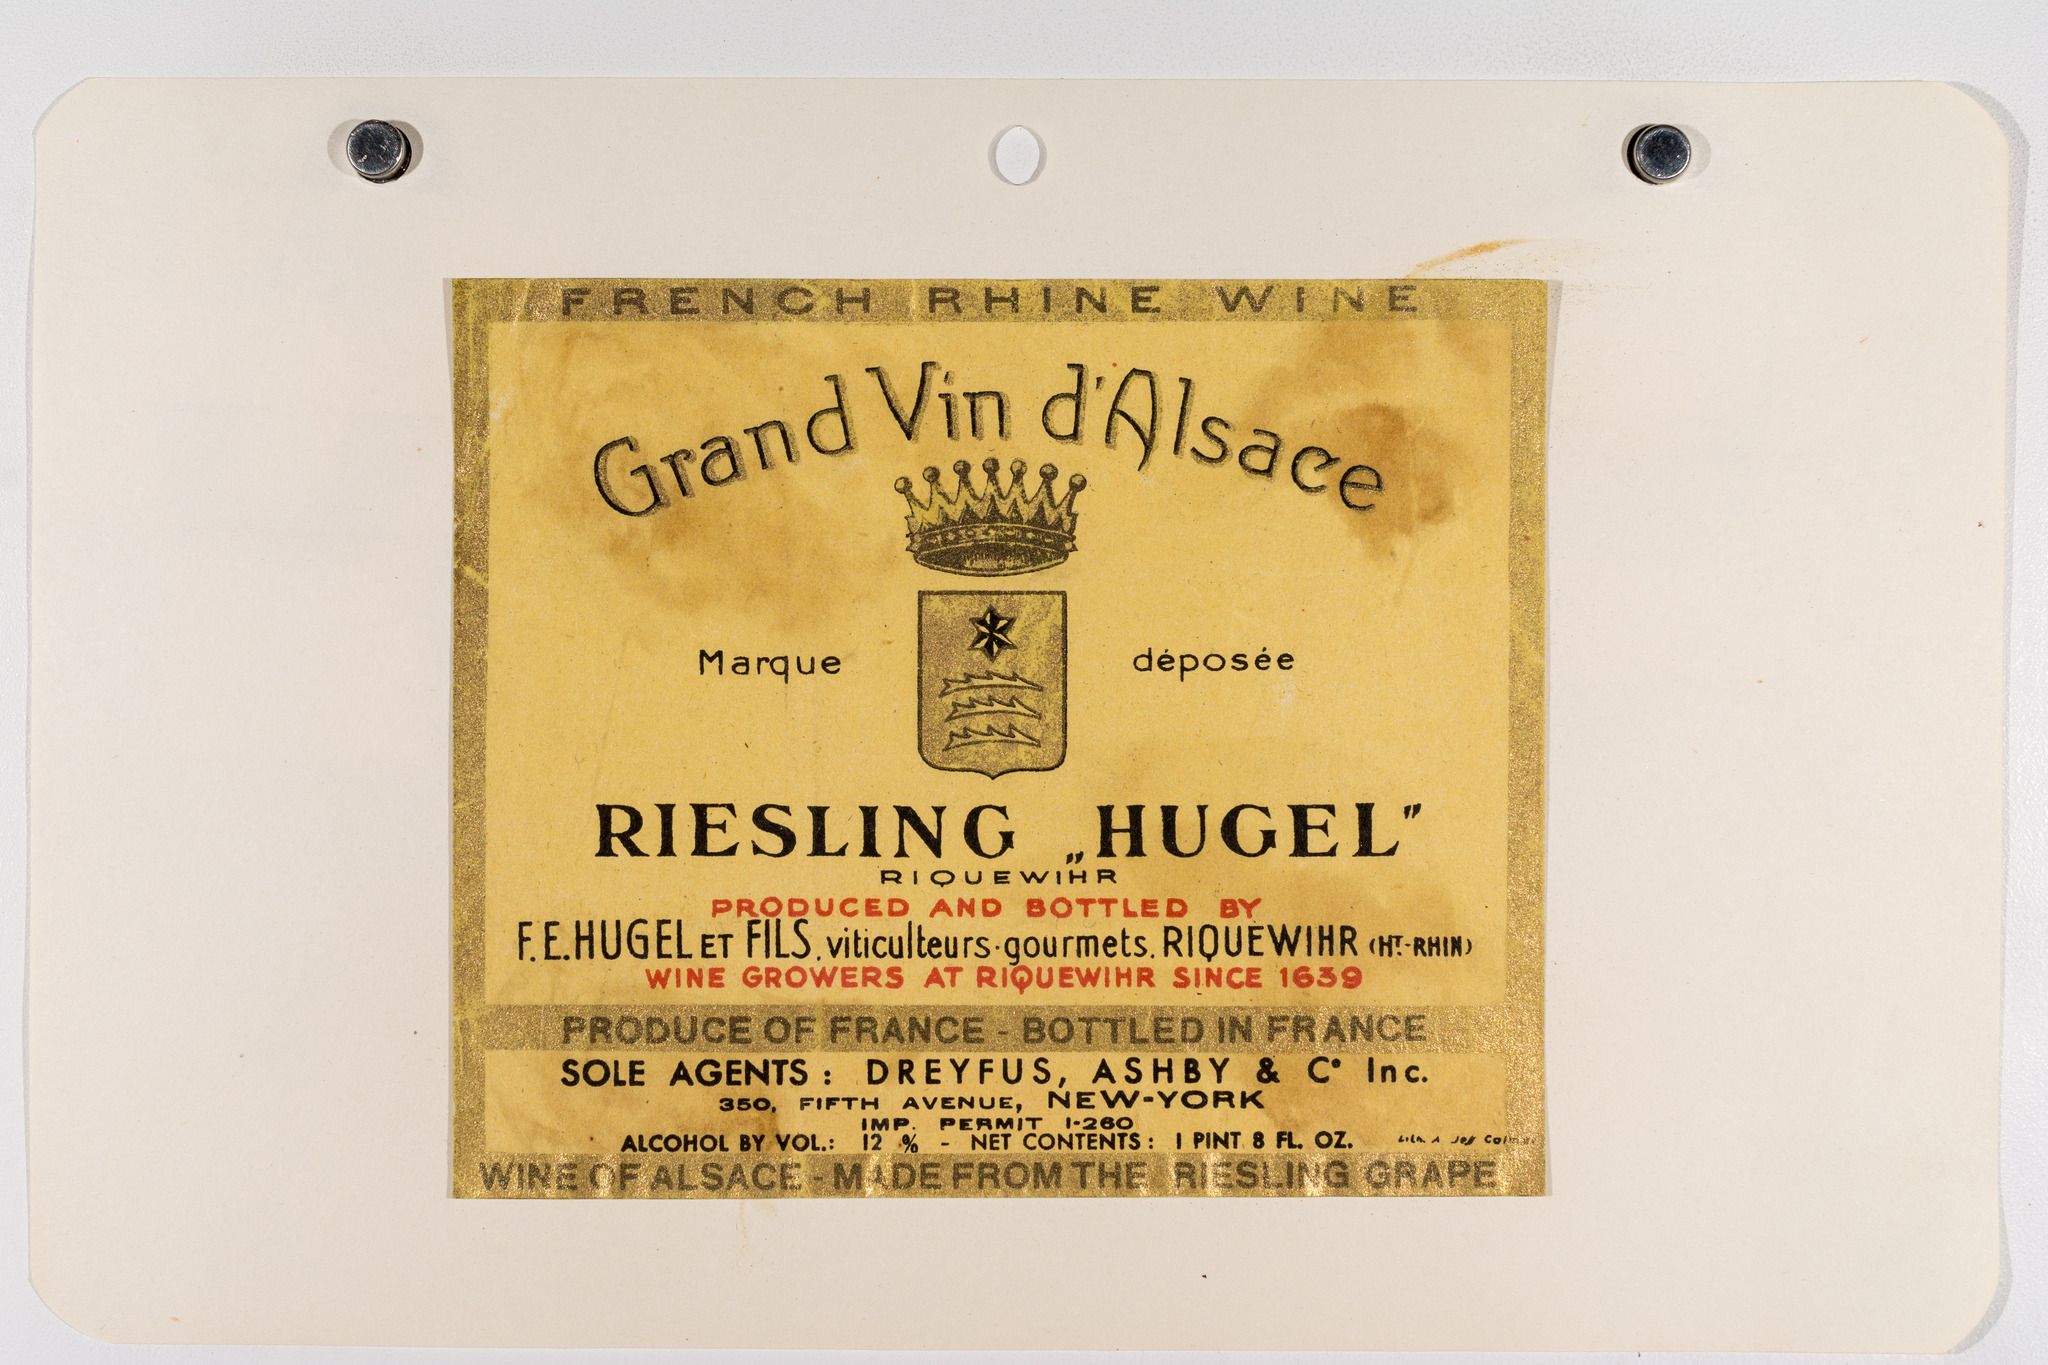 FRENCH RHINE WINE
Grand Vin d'Alsace
Marque déposée
RIESLING „HUGEL"
RIQUEWIHR
PRODUCED AND BOTTLED BY
F.E. HUGEL ET FILS. viticulteurs-gourmets. RIQUEWIHR (HT.-RHIN)
WINE GROWERS AT RIQUEWIHR SINCE 1639
PRODUCE OF FRANCE - BOTTLED IN FRANCE
SOLE AGENTS: DREYFUS, ASHBY & Co Inc.
350, FIFTH AVENUE, NEW-YORK
IMP. PERMIT I-260
ALCOHOL BY VOL.: 12 % - NET CONTENTS: 1 PINT 8 FL. OZ.
WINE OF ALSACE - MADE FROM THE RIESLING GRAPE